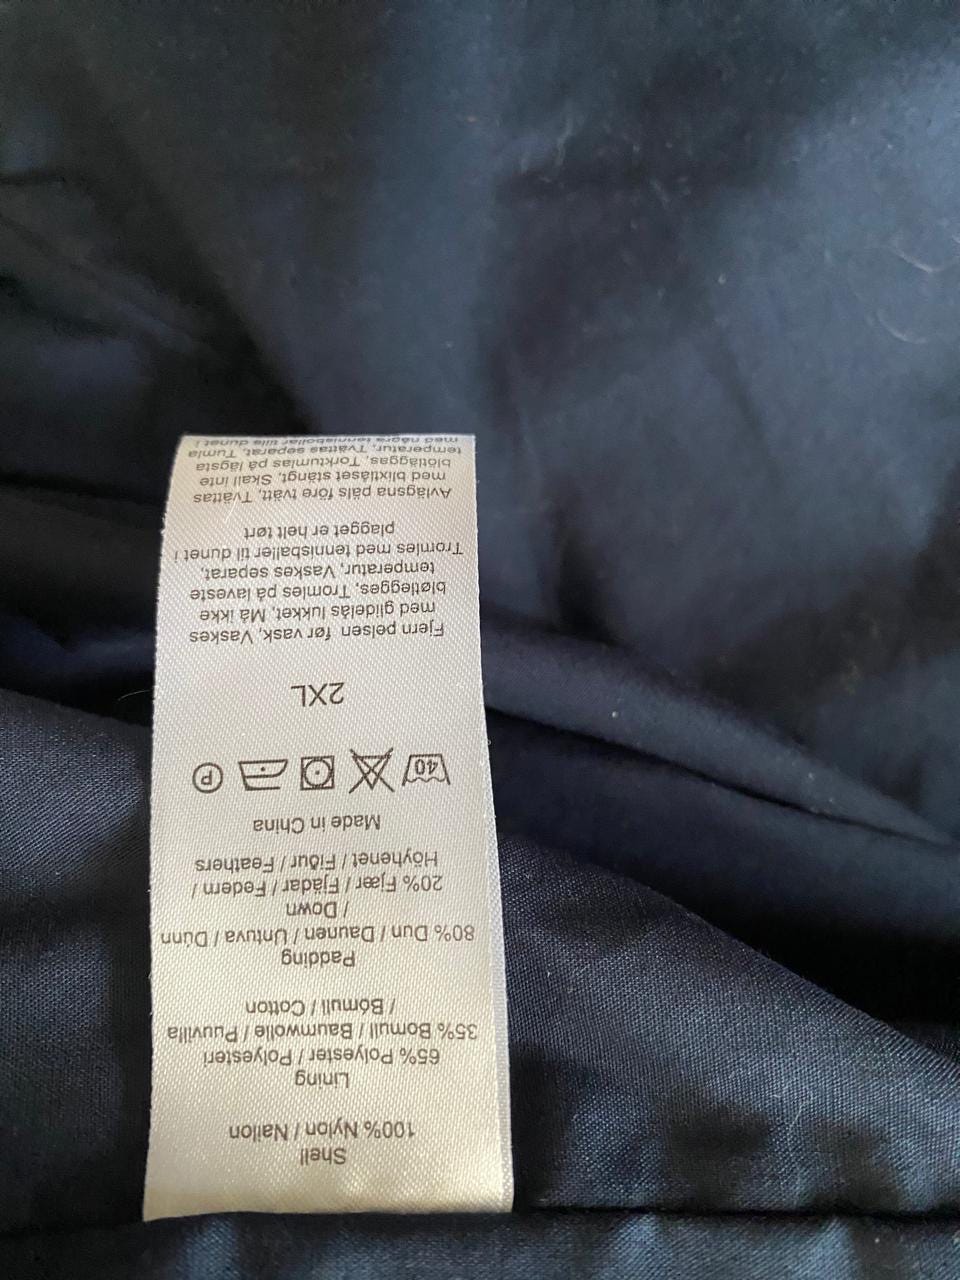 Shell
100% Nylon / Nailon
Lining
65% Polyester / Polyesteri
35% Bomull / Baumwolle / Puuvilla
/ Bómull / Cotton
Padding
80% Dun / Daunen / Untuva / Dúnn
/ Down
20% Fjær / Fjädar / Federn /
Höyhenet / Fiður / Feathers
Made in China
40 P
2XL
Fjern pelsen før vask, Vaskes
med glidelås lukket, Må ikke
bløtlegges, Tromles på laveste
temperatur, Vaskes separat,
Tromles med tennisballer til dunet i
plagget er helt tørt
Avlägsna päls före tvätt, Tvättas
med blixtlåset stängt, Skall inte
blötläggas, Torktumlas på lägsta
temperatur, Tvättas separat, Tumla
med några tennisbollar tills dunet i